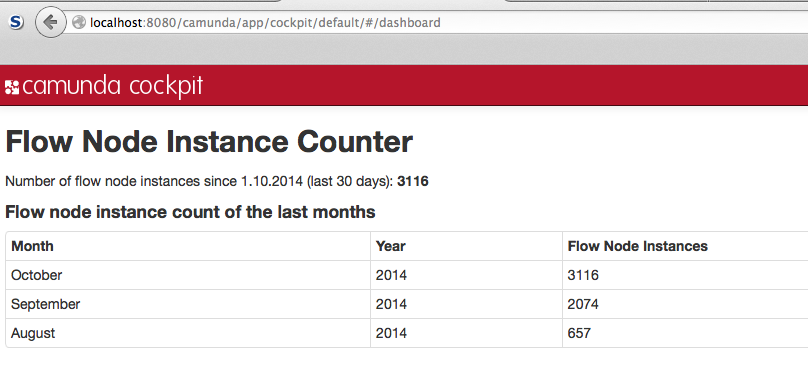 S localhost:8080/camunda/app/cockpit/default/#/dashboard
camunda cockpit
Flow Node Instance Counter
Number of flow node instances since 1.10.2014 (last 30 days): 3116
Flow node instance count of the last months
Month Year Flow Node Instances
October 2014 3116
September 2014 2074
August 2014 657